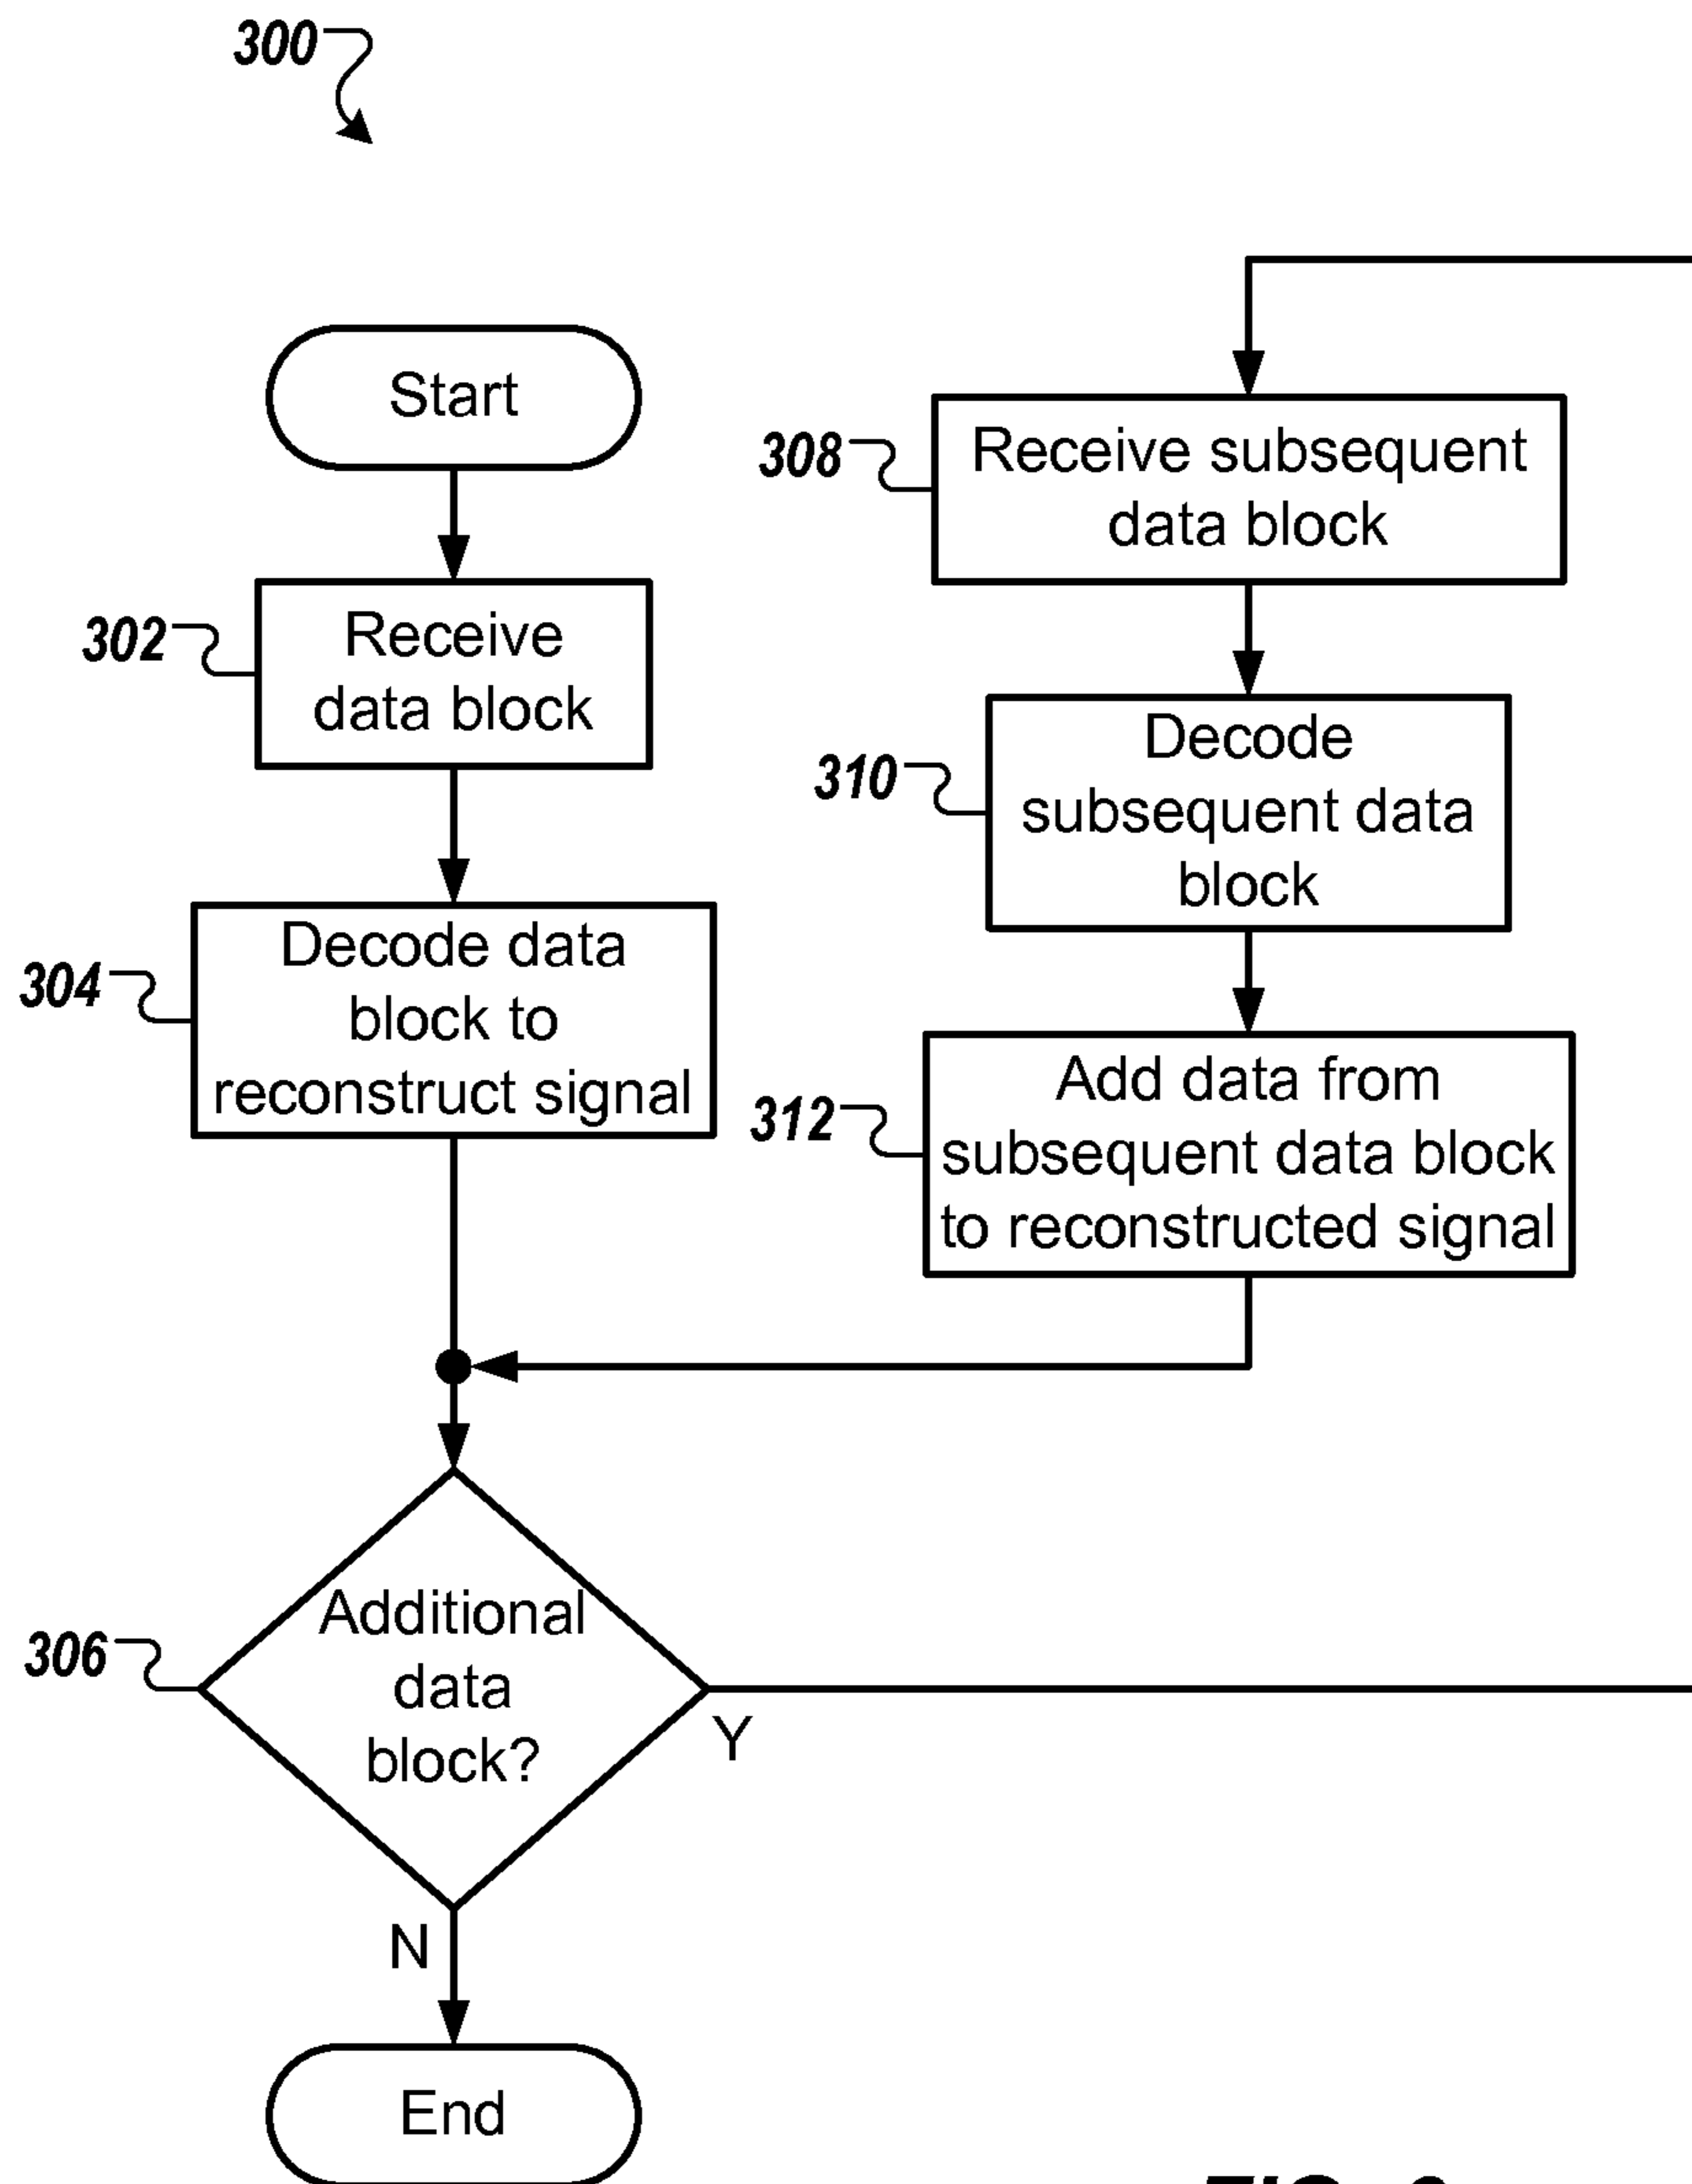 300
Start
302
Receive
data block
304
Decode data
block to
reconstruct signal
306
Additional
data
block?
Y
N
End
308
Receive subsequent
data block
310
Decode
subsequent data
block
312
Add data from
subsequent data block
to reconstructed signal